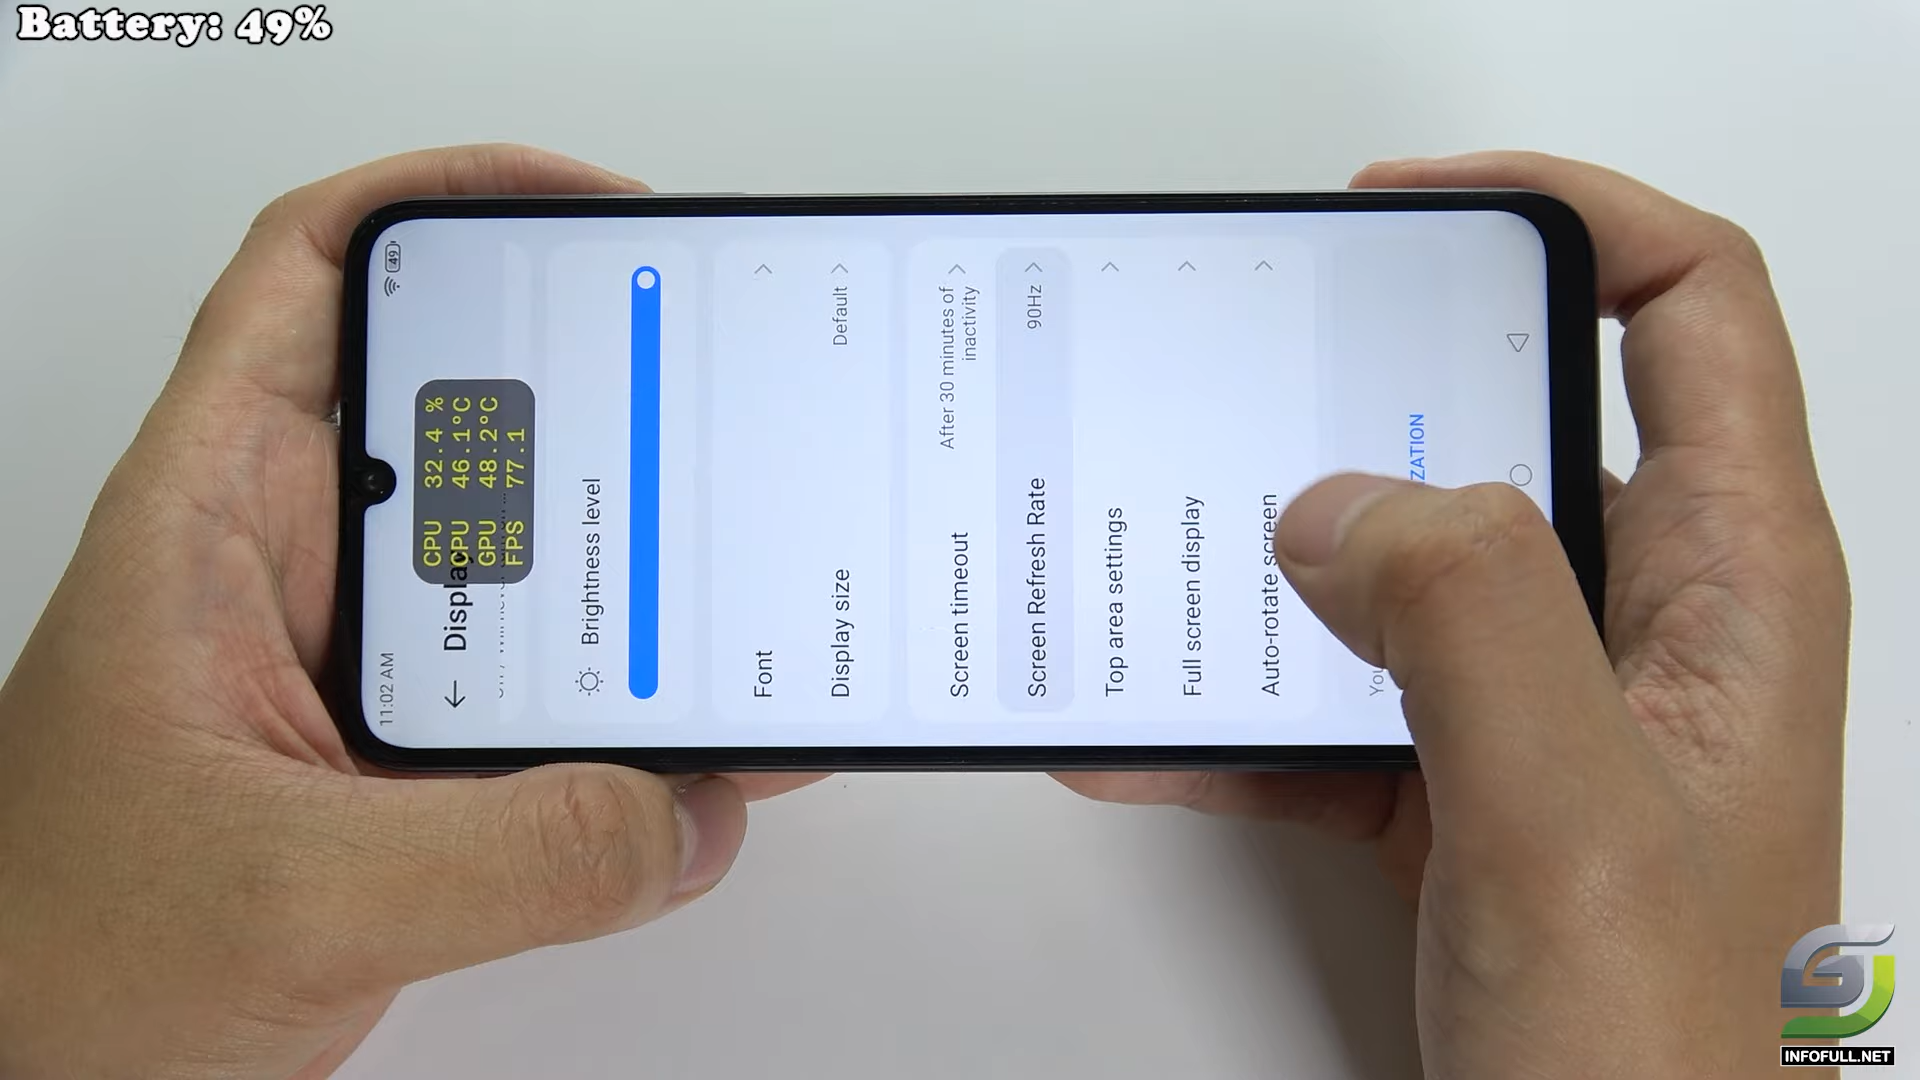 Battery: 49%
11:02 AM
49
Display
CPU 32.4 %
CPU 46.1°C
GPU 48.2°C
FPS 77.1
Brightness level
Font
Display size Default
Screen timeout After 30 minutes of
inactivity
Screen Refresh Rate 90Hz
Top area settings
Full screen display
Auto-rotate screen
INFOFULL.NET